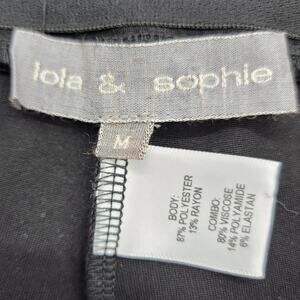 lola & sophie
M
BODY:
87% POLYESTER
13% RAYON
COMBO:
80% VISCOSE
14% POLYAMIDE
6% ELASTAN